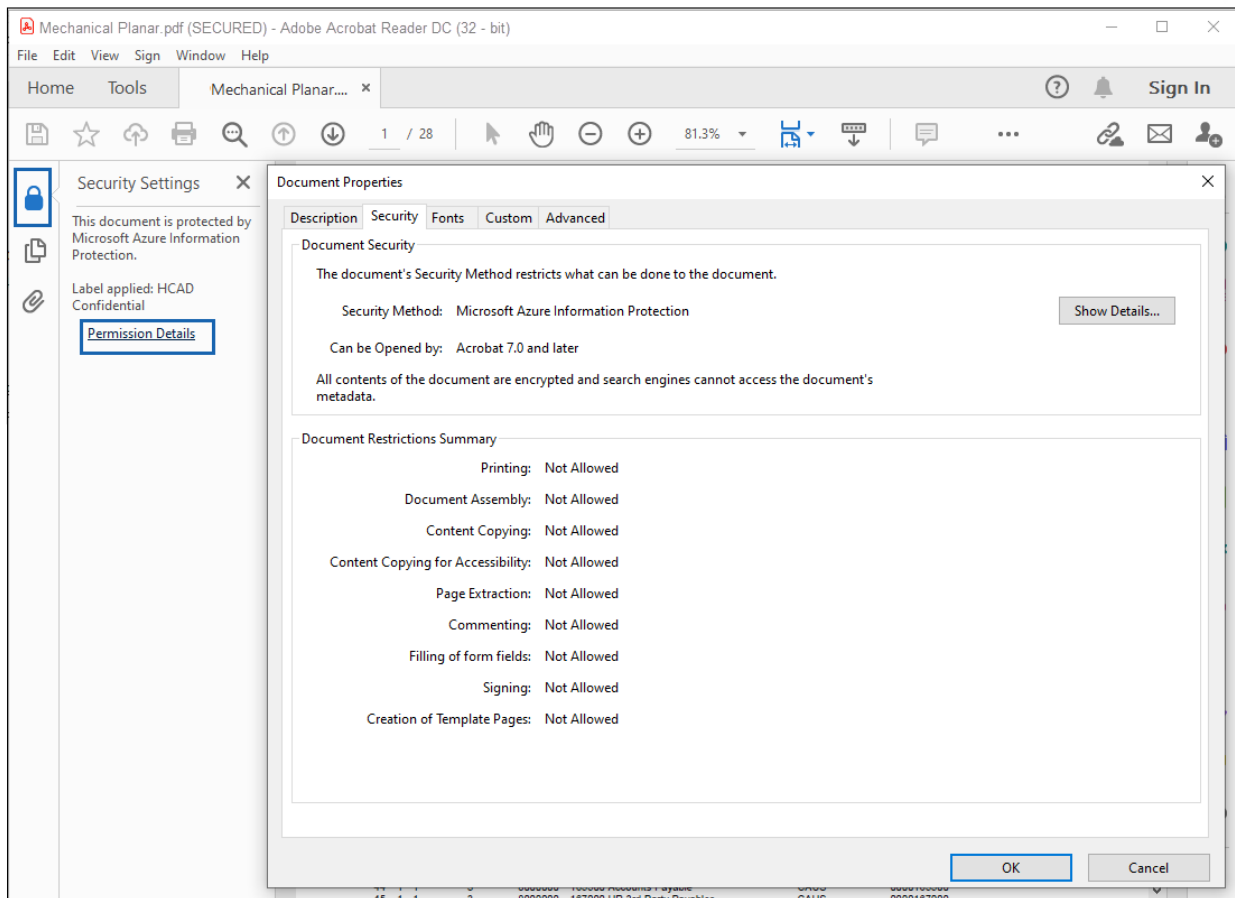 Mechanical Planar.pdf (SECURED) - Adobe Acrobat Reader DC (32 - bit)
File Edit View Sign Window Help
Home Tools Mechanical Planar.... × Sign In
1 / 28 81.3%
Security Settings
This document is protected by
Microsoft Azure Information
Protection.
Label applied: HCAD
Confidential
Permission Details
Document Properties
Description Security Fonts Custom Advanced
Document Security
The document's Security Method restricts what can be done to the document.
Security Method: Microsoft Azure Information Protection
Show Details...
Can be Opened by: Acrobat 7.0 and later
All contents of the document are encrypted and search engines cannot access the document's
metadata.
Document Restrictions Summary
Printing: Not Allowed
Document Assembly: Not Allowed
Content Copying: Not Allowed
Content Copying for Accessibility: Not Allowed
Page Extraction: Not Allowed
Commenting: Not Allowed
Filling of form fields: Not Allowed
Signing: Not Allowed
Creation of Template Pages: Not Allowed
OK Cancel